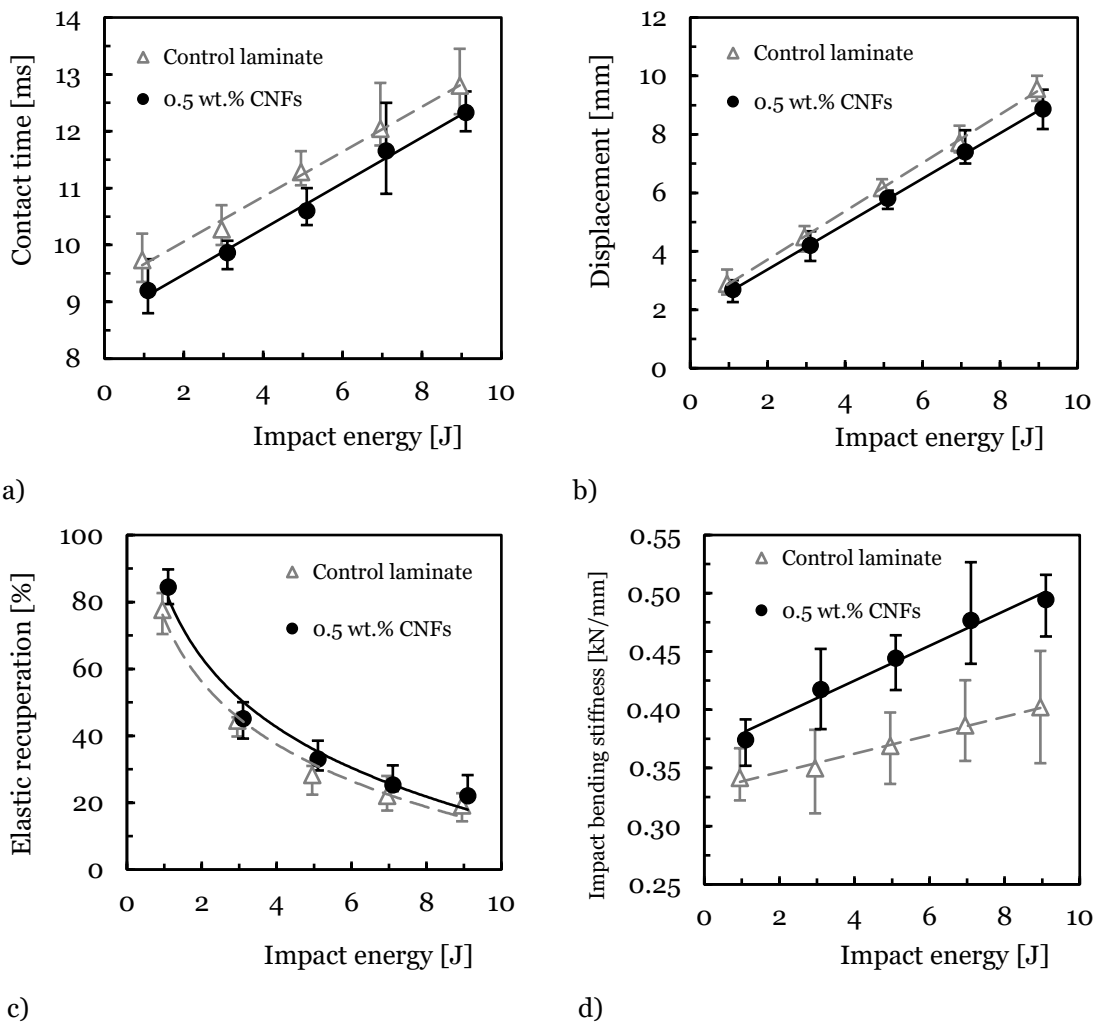 14
13
12
11
10
9
8
Contact time [ms]
Control laminate
0.5 wt.% CNFs
0 2 4 6 8 10
Impact energy [J]
a)
12
10
8
6
4
2
0
Displacement [mm]
Control laminate
0.5 wt.% CNFs
0 2 4 6 8 10
Impact energy [J]
b)
100
80
60
40
20
0
Elastic recuperation [%]
Control laminate
0.5 wt.% CNFs
0 2 4 6 8 10
Impact energy [J]
c)
0.55
0.50
0.45
0.40
0.35
0.30
0.25
Impact bending stiffness [kN/mm]
Control laminate
0.5 wt.% CNFs
0 2 4 6 8 10
Impact energy [J]
d)